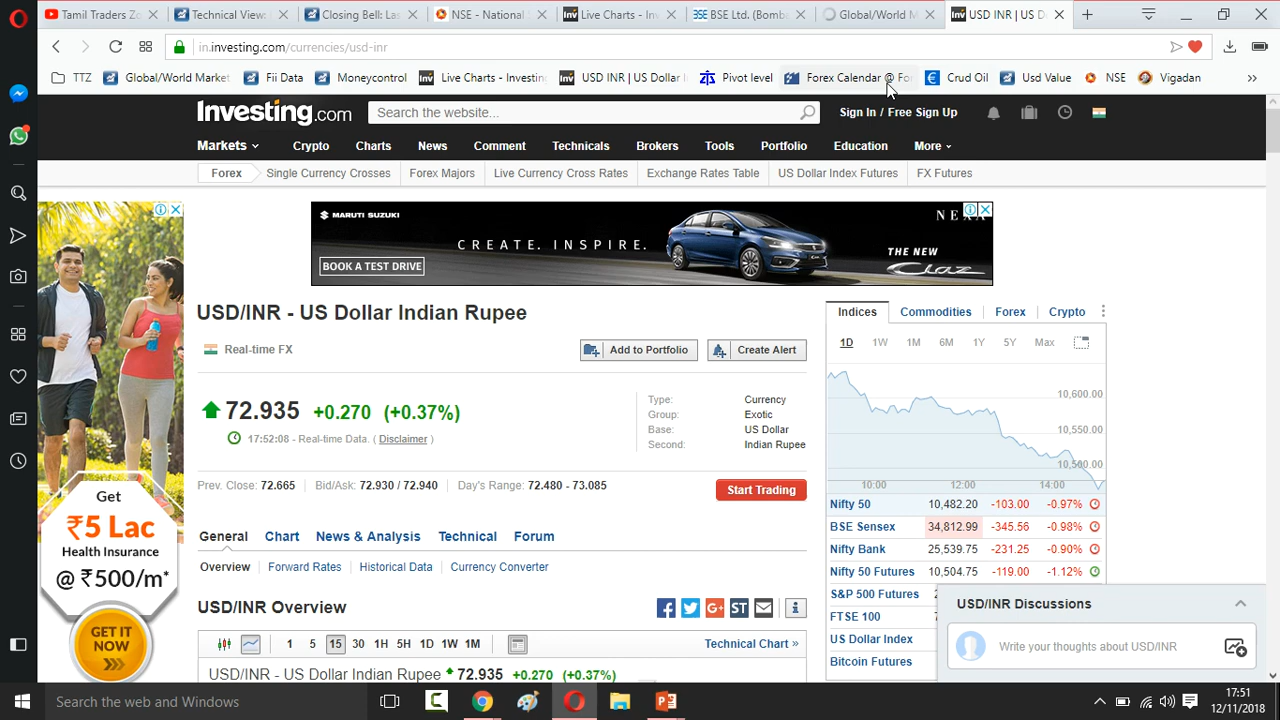 Tamil Traders Zo
Technical View:
Closing Bell: La
NSE - National
Live Charts - In
BSE Ltd. (Bomb
Global/World M
USD INR | US D
in.investing.com/currencies/usd-inr
TTZ
Global/World Market
Fii Data
Moneycontrol
Live Charts - Investing
USD INR | US Dollar
Pivot level
Forex Calendar @ Fo
Crud Oil
Usd Value
NSE
Vigadan
Investing.com
Search the website...
Sign In / Free Sign Up
Markets
Crypto
Charts
News
Comment
Technicals
Brokers
Tools
Portfolio
Education
More
Forex
Single Currency Crosses
Forex Majors
Live Currency Cross Rates
Exchange Rates Table
US Dollar Index Futures
FX Futures
MARUTI SUZUKI
CREATE. INSPIRE.
NEXA
BOOK A TEST DRIVE
THE NEW
Ciaz
USD/INR - US Dollar Indian Rupee
Real-time FX
Add to Portfolio
Create Alert
72.935 +0.270 (+0.37%)
17:52:08 - Real-time Data. ( Disclaimer )
Type: Currency
Group: Exotic
Base: US Dollar
Second: Indian Rupee
Prev. Close: 72.665
Bid/Ask: 72.930 / 72.940
Day's Range: 72.480 - 73.085
Start Trading
General
Chart
News & Analysis
Technical
Forum
Overview
Forward Rates
Historical Data
Currency Converter
USD/INR Overview
1 5 15 30 1H 5H 1D 1W 1M
Technical Chart »
USD/INR - US Dollar Indian Rupee 72.935 +0.270 (+0.37%)
Indices
Commodities
Forex
Crypto
1D 1W 1M 6M 1Y 5Y Max
10,600.00
10,550.00
10,500.00
10:00 12:00 14:00
Nifty 50 10,482.20 -103.00 -0.97%
BSE Sensex 34,812.99 -345.56 -0.98%
Nifty Bank 25,539.75 -231.25 -0.90%
Nifty 50 Futures 10,504.75 -119.00 -1.12%
S&P 500 Futures
FTSE 100
US Dollar Index
Bitcoin Futures
USD/INR Discussions
Write your thoughts about USD/INR
Get
₹5 Lac
Health Insurance
@ ₹500/m*
GET IT
NOW
Search the web and Windows
17:51
12/11/2018